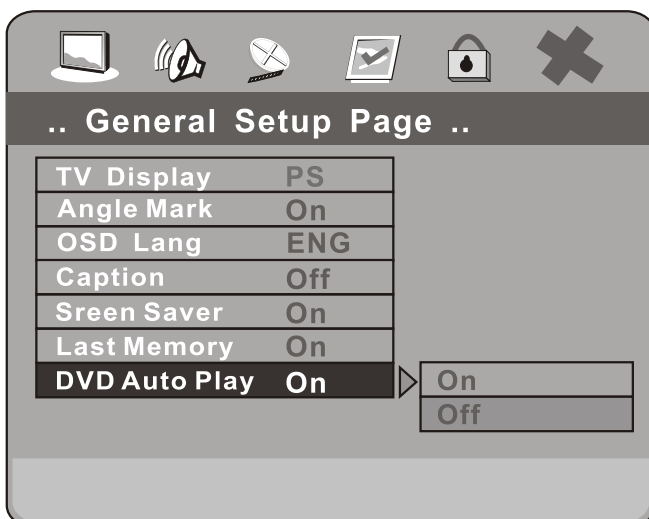 .. General Setup Page ..
TV Display PS
Angle Mark On
OSD Lang ENG
Caption Off
Sreen Saver On
Last Memory On
DVD Auto Play On
On
Off